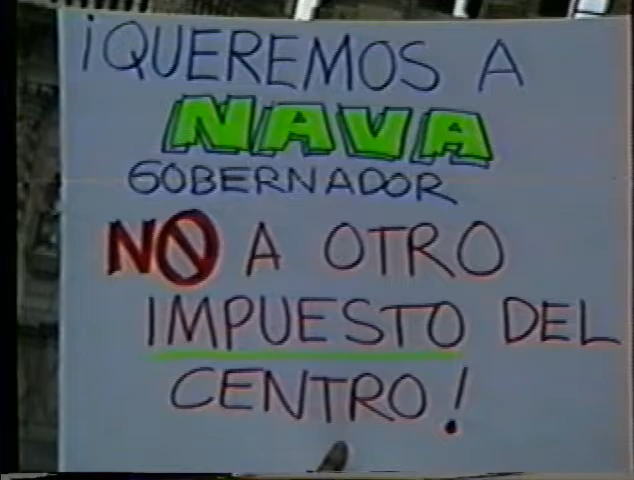 ¡QUEREMOS A
NAVA
GOBERNADOR
NO A OTRO
IMPUESTO DEL
CENTRO!